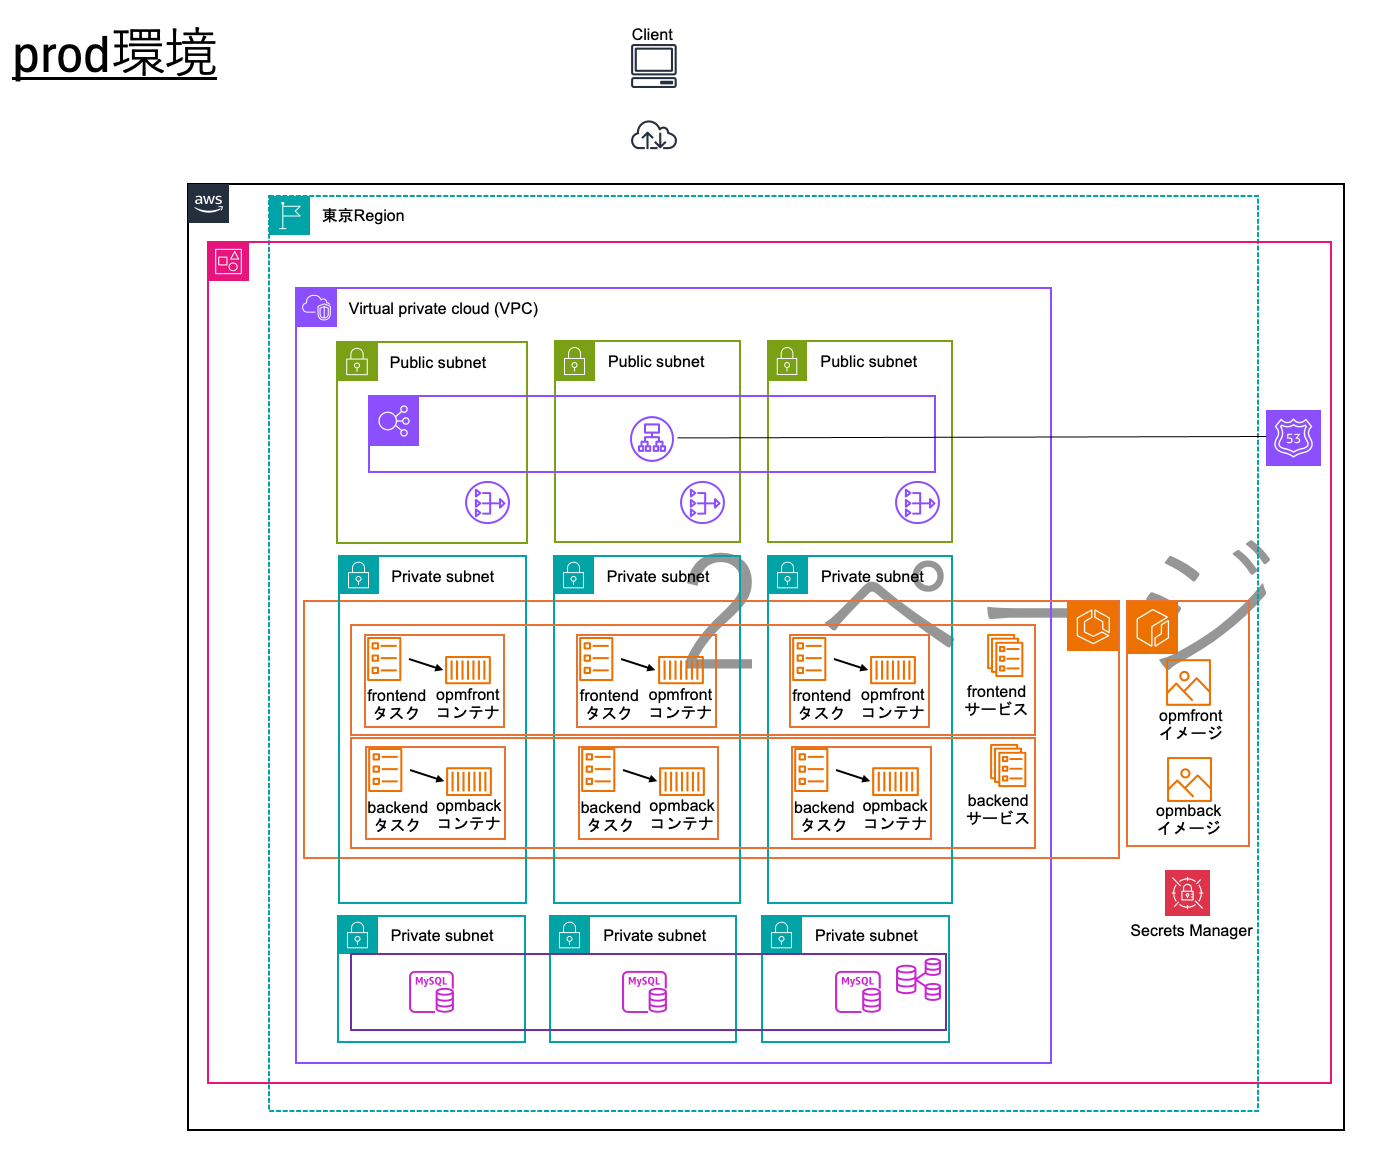 prod環境
Client
aws
東京Region
Virtual private cloud (VPC)
Public subnet
Public subnet
Public subnet
53
2ページ
Private subnet
Private subnet
Private subnet
frontend
タスク
opmfront
コンテナ
frontend
タスク
opmfront
コンテナ
frontend
タスク
opmfront
コンテナ
frontend
サービス
opmfront
イメージ
backend
タスク
opmback
コンテナ
backend
タスク
opmback
コンテナ
backend
タスク
opmback
コンテナ
backend
サービス
opmback
イメージ
Secrets Manager
Private subnet
Private subnet
Private subnet
MySQL
MySQL
MySQL